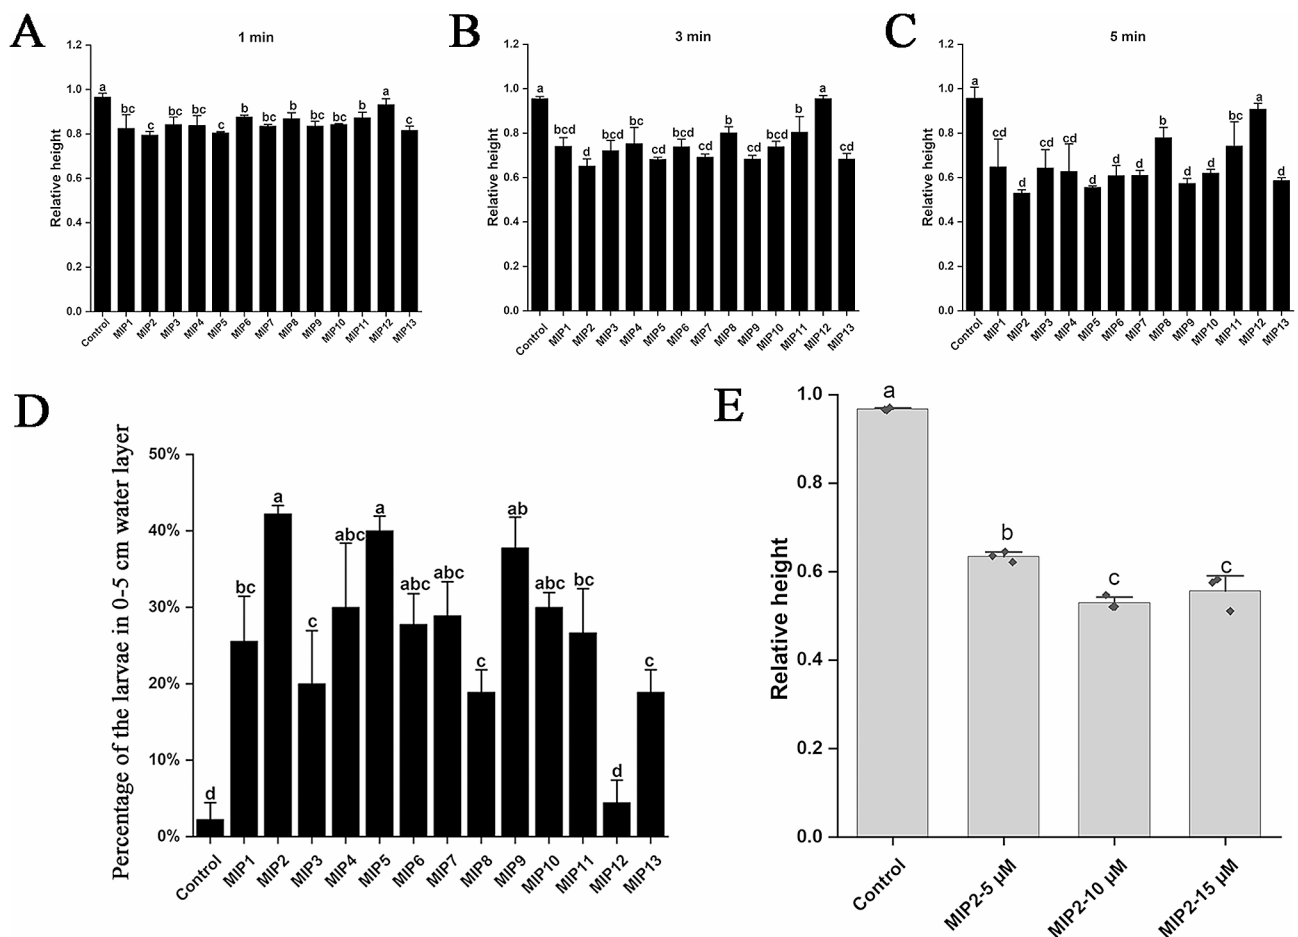 A
1 min
1.2
1.0
0.8
0.6
0.4
0.2
0.0
Relative height
a
bc
c
bc
bc
c
b
bc
b
bc
bc
b
a
c
Control
MIP1
MIP2
MIP3
MIP4
MIP5
MIP6
MIP7
MIP8
MIP9
MIP10
MIP11
MIP12
MIP13
B
3 min
1.2
1.0
0.8
0.6
0.4
0.2
0.0
Relative height
a
bcd
d
bcd
bc
cd
bcd
cd
b
cd
bcd
b
a
cd
Control
MIP1
MIP2
MIP3
MIP4
MIP5
MIP6
MIP7
MIP8
MIP9
MIP10
MIP11
MIP12
MIP13
C
5 min
1.2
1.0
0.8
0.6
0.4
0.2
0.0
Relative height
a
cd
d
cd
cd
d
d
d
b
d
d
bc
a
d
Control
MIP1
MIP2
MIP3
MIP4
MIP5
MIP6
MIP7
MIP8
MIP9
MIP10
MIP11
MIP12
MIP13
D
50%
40%
30%
20%
10%
0%
Percentage of the larvae in 0-5 cm water layer
d
bc
a
c
abc
a
abc
abc
c
ab
abc
bc
d
c
Control
MIP1
MIP2
MIP3
MIP4
MIP5
MIP6
MIP7
MIP8
MIP9
MIP10
MIP11
MIP12
MIP13
E
1.0
0.8
0.6
0.4
0.2
0.0
Relative height
a
b
c
c
Control
MIP2-5 μM
MIP2-10 μM
MIP2-15 μM